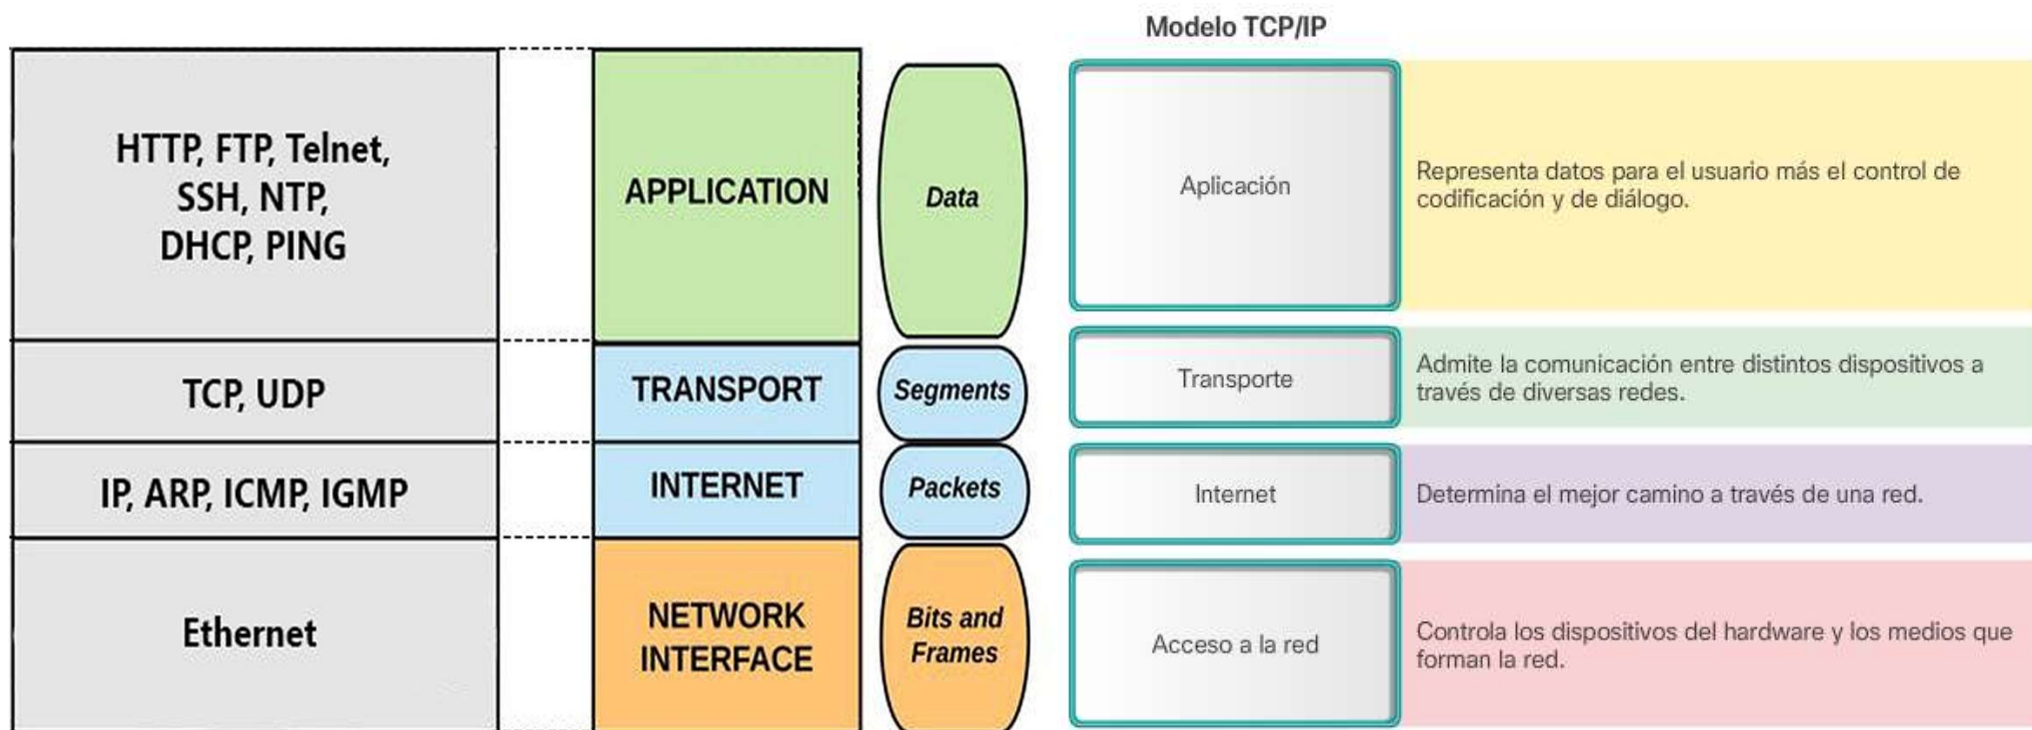 Modelo TCP/IP
HTTP, FTP, Telnet,
SSH, NTP,
DHCP, PING
APPLICATION
Data
Aplicación
Representa datos para el usuario más el control de
codificación y de diálogo.
TCP, UDP
TRANSPORT
Segments
Transporte
Admite la comunicación entre distintos dispositivos a
través de diversas redes.
IP, ARP, ICMP, IGMP
INTERNET
Packets
Internet
Determina el mejor camino a través de una red.
Ethernet
NETWORK
INTERFACE
Bits and
Frames
Acceso a la red
Controla los dispositivos del hardware y los medios que
forman la red.